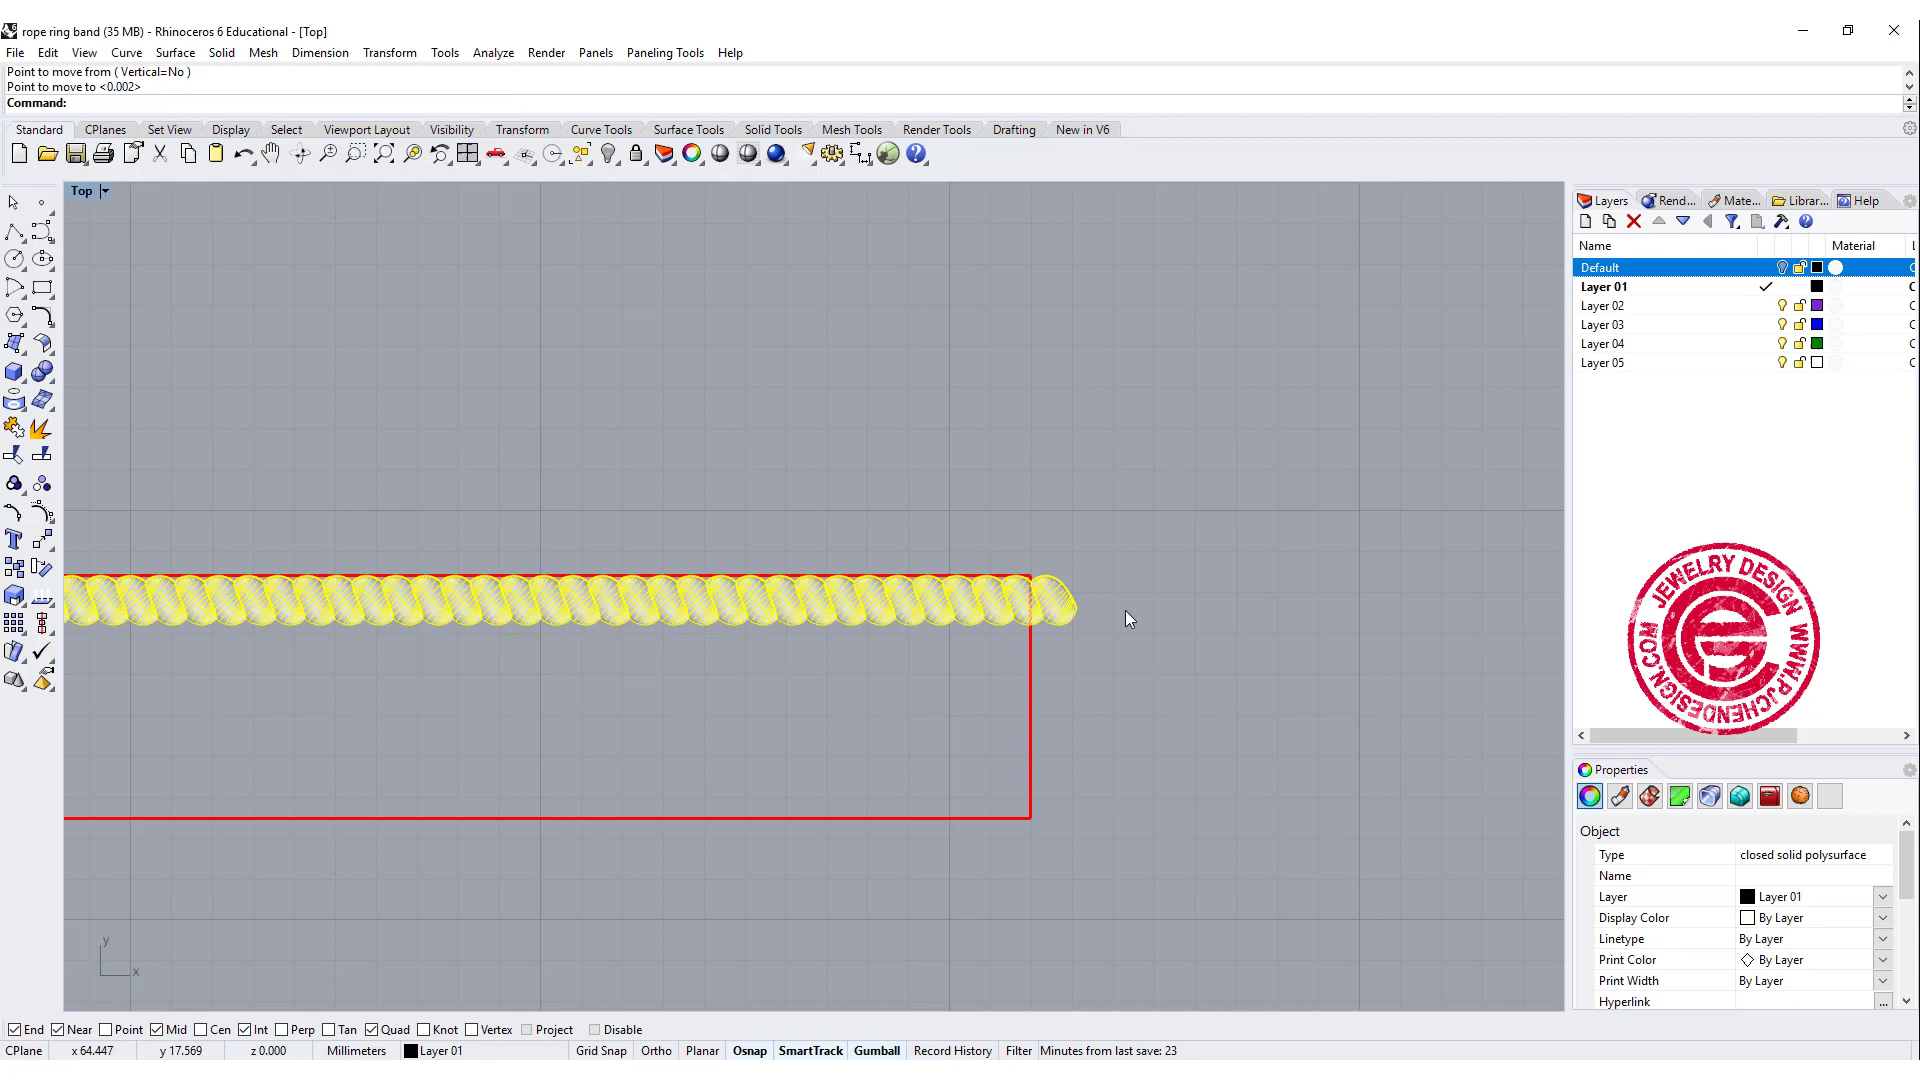 rope ring band (35 MB) - Rhinoceros 6 Educational - [Top]
File Edit View Curve Surface Solid Mesh Dimension Transform Tools Analyze Render Panels Paneling Tools Help
Point to move from ( Vertical=No )
Point to move to <0.002>
Command:
Standard CPlanes Set View Display Select Viewport Layout Visibility Transform Curve Tools Surface Tools Solid Tools Mesh Tools Render Tools Drafting New in V6
Top
Layers Rend... Mate... Librar... Help
Name Material L
Default C
Layer 01 C
Layer 02 C
Layer 03 C
Layer 04 C
Layer 05 C
JEWELRY DESIGN
WWW.PJCHENDESIGN.COM
Properties
Object
Type closed solid polysurface
Name
Layer Layer 01
Display Color By Layer
Linetype By Layer
Print Color By Layer
Print Width By Layer
Hyperlink ...
y
x
End Near Point Mid Cen Int Perp Tan Quad Knot Vertex Project Disable
CPlane x 64.447 y 17.569 z 0.000 Millimeters Layer 01 Grid Snap Ortho Planar Osnap SmartTrack Gumball Record History Filter Minutes from last save: 23